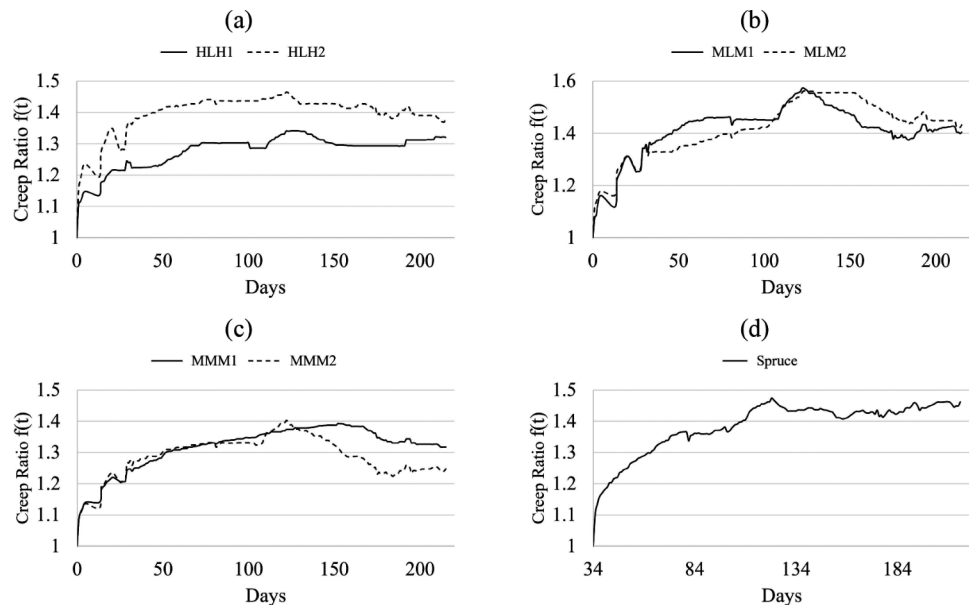 (a)
HLH1 HLH2
Creep Ratio f(t)
1.5
1.4
1.3
1.2
1.1
1
0 50 100 150 200
Days
(b)
MLM1 MLM2
Creep Ratio f(t)
1.6
1.4
1.2
1
0 50 100 150 200
Days
(c)
MMM1 MMM2
Creep Ratio f(t)
1.5
1.4
1.3
1.2
1.1
1
0 50 100 150 200
Days
(d)
Spruce
Creep Ratio f(t)
1.5
1.4
1.3
1.2
1.1
1
34 84 134 184
Days